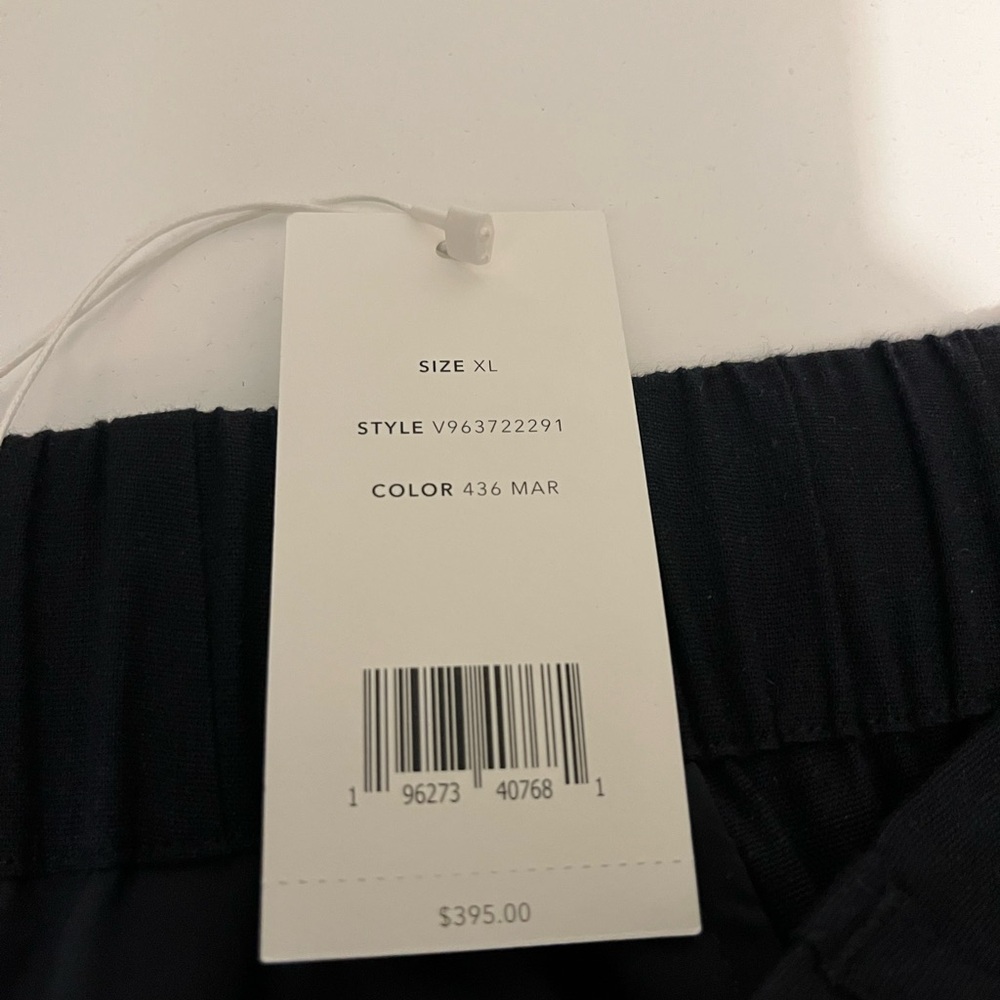 SIZE XL
STYLE V963722291
COLOR 436 MAR
1 96273 40768 1
$395.00